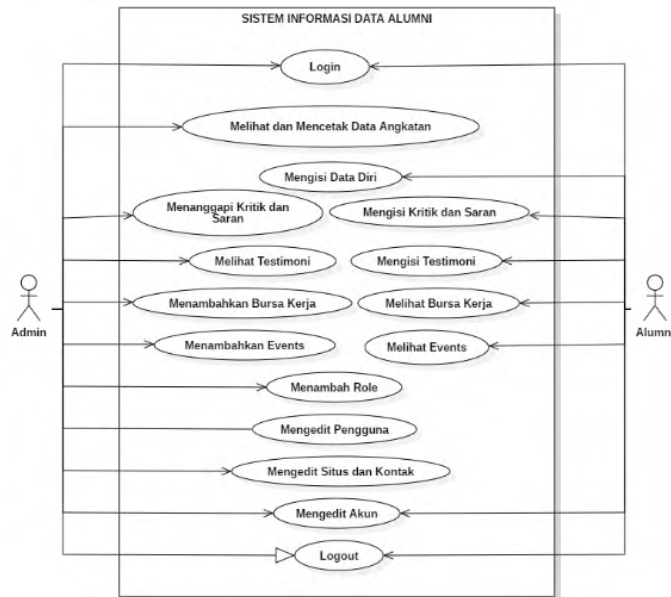 SISTEM INFORMASI DATA ALUMNI
Login
Melihat dan Mencetak Data Angkatan
Mengisi Data Diri
Menanggapi Kritik dan
Saran
Mengisi Kritik dan Saran
Melihat Testimoni
Mengisi Testimoni
Admin
Menambahkan Bursa Kerja
Melihat Bursa Kerja
Alumn
Menambahkan Events
Melihat Events
Menambah Role
Mengedit Pengguna
Mengedit Situs dan Kontak
Mengedit Akun
Logout